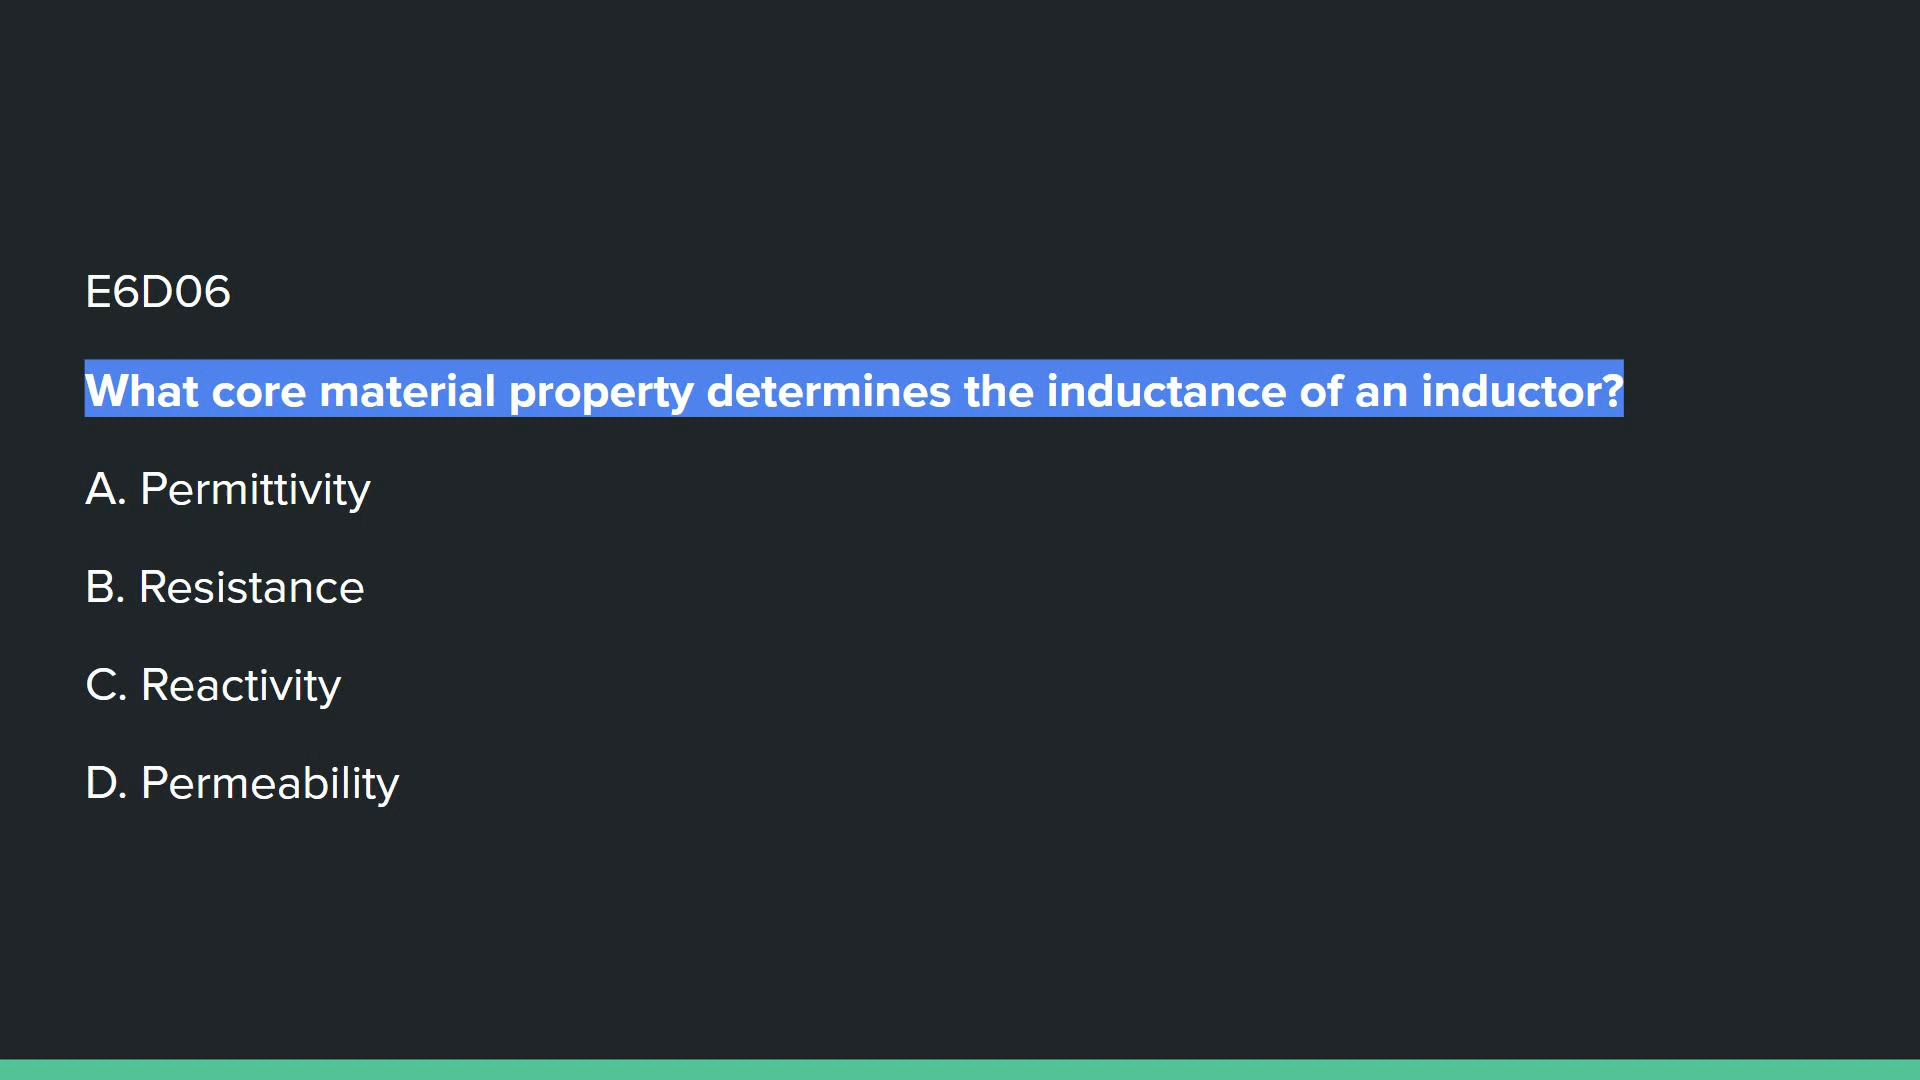 E6D06
What core material property determines the inductance of an inductor?
A. Permittivity
B. Resistance
C. Reactivity
D. Permeability